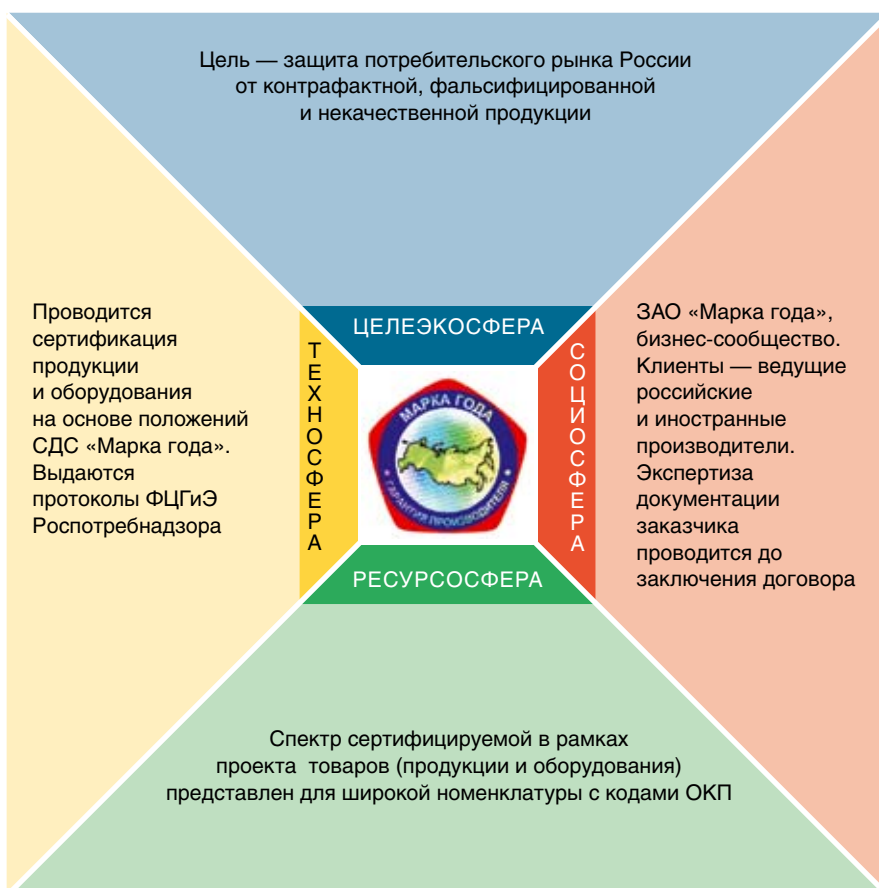 Цель — защита потребительского рынка России
от контрафактной, фальсифицированной
и некачественной продукции
ЦЕЛЕЭКОСФЕРА
Проводится
сертификация
продукции
и оборудования
на основе положений
СДС «Марка года».
Выдаются
протоколы ФЦГиЭ
Роспотребнадзора
ТЕХНОСФЕРА
МАРКА ГОДА
ГАРАНТИЯ ПРОИЗВОДИТЕЛЯ
СОЦИОСФЕРА
ЗАО «Марка года»,
бизнес-сообщество.
Клиенты — ведущие
российские
и иностранные
производители.
Экспертиза
документации
заказчика
проводится до
заключения договора
РЕСУРСОСФЕРА
Спектр сертифицируемой в рамках
проекта товаров (продукции и оборудования)
представлен для широкой номенклатуры с кодами ОКП